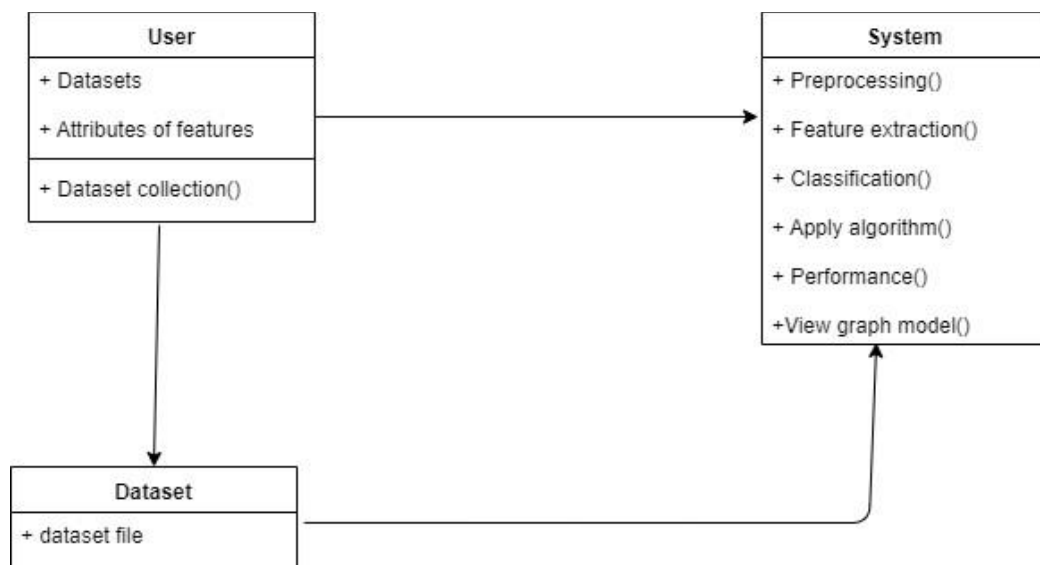 User
+ Datasets
+ Attributes of features
+ Dataset collection()
System
+ Preprocessing()
+ Feature extraction()
+ Classification()
+ Apply algorithm()
+ Performance()
+View graph model()
Dataset
+ dataset file